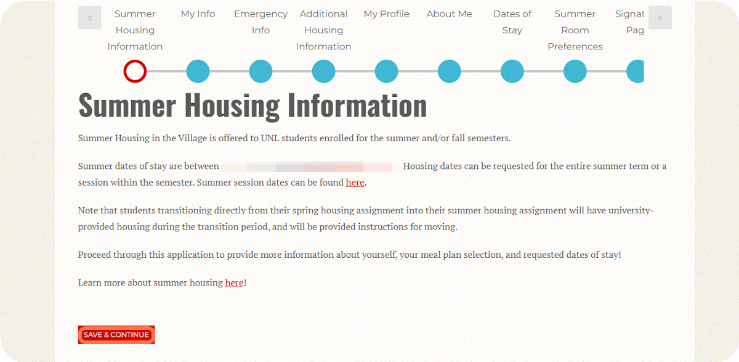 «
Summer Housing Information
My Info
Emergency Info
Additional Housing Information
My Profile
About Me
Dates of Stay
Summer Room Preferences
»
Summer Housing Information
Summer Housing in the Village is offered to UNL students enrolled for the summer and/or fall semesters.
Summer dates of stay are between Housing dates can be requested for the entire summer term or a
session within the semester. Summer session dates can be found here.
Note that students transitioning directly from their spring housing assignment into their summer housing assignment will have university-
provided housing during the transition period, and will be provided instructions for moving.
Proceed through this application to provide more information about yourself, your meal plan selection, and requested dates of stay!
Learn more about summer housing here!
SAVE & CONTINUE